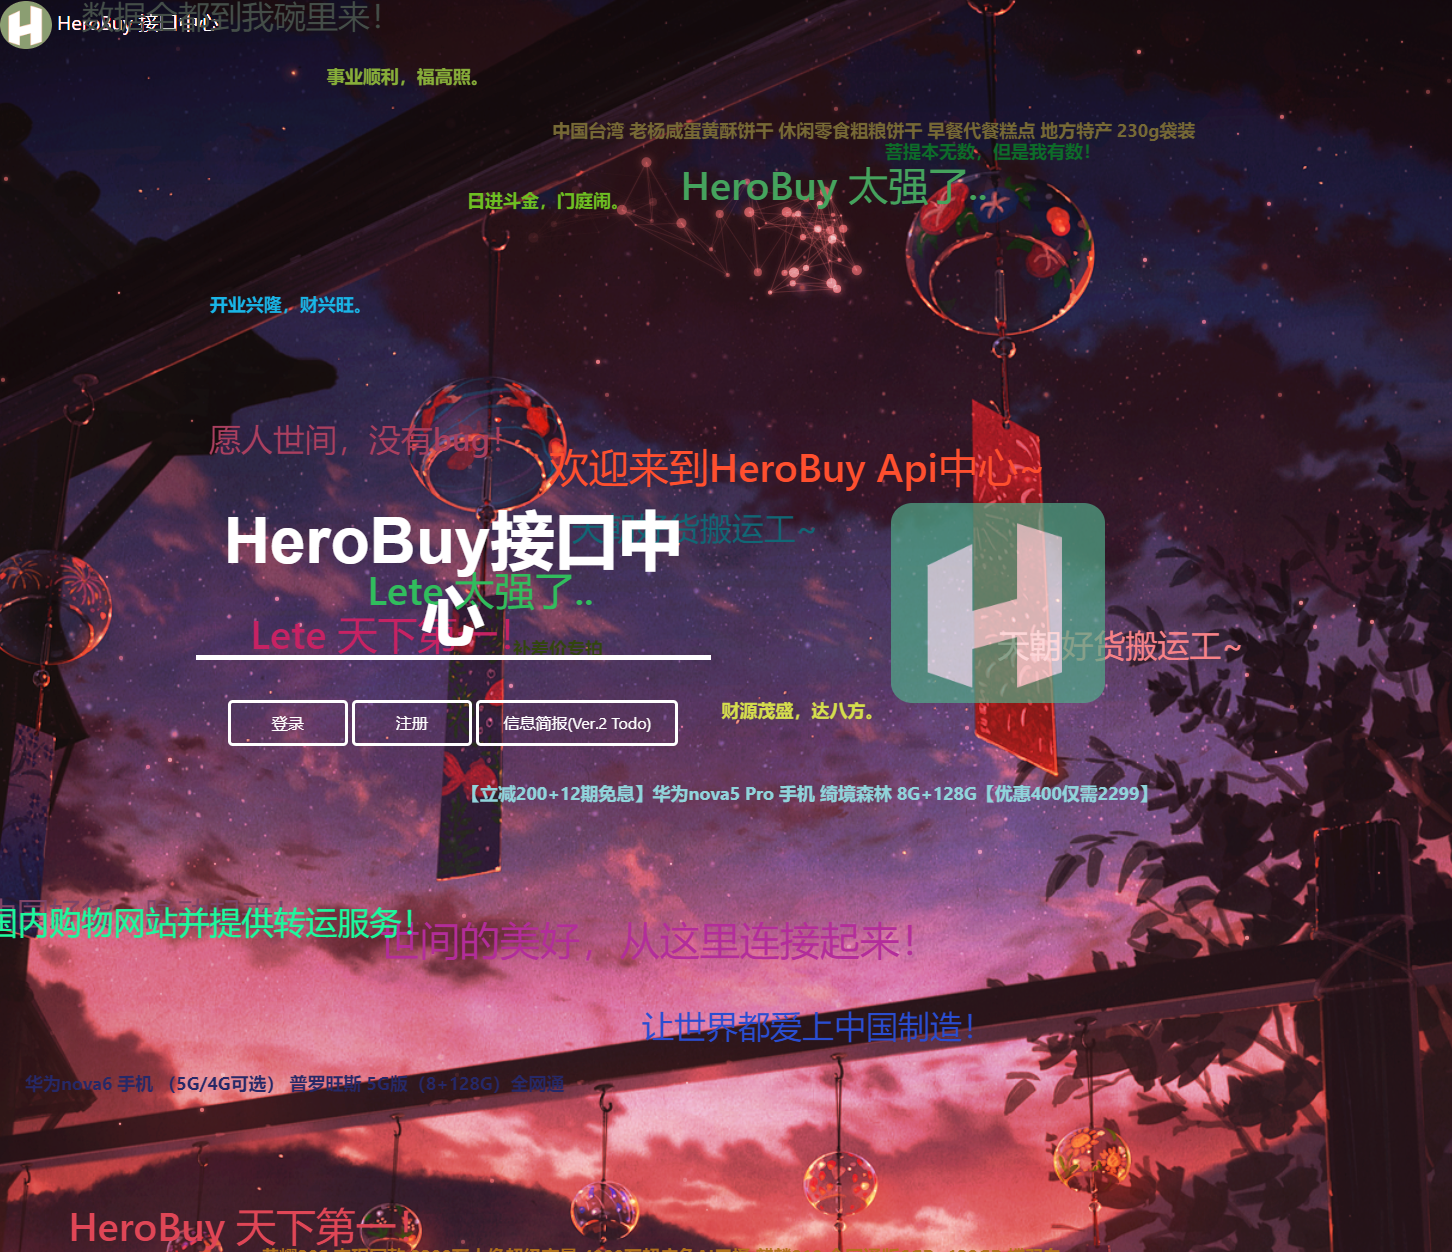 数据全都到我碗里来！
HeroBuy 接口中心
事业顺利，福高照。
中国台湾 老杨咸蛋黄酥饼干 休闲零食粗粮饼干 早餐代餐糕点 地方特产 230g袋装
菩提本无数，但是我有数！
HeroBuy 太强了..
日进斗金，门庭闹。
开业兴隆，财兴旺。
愿人世间，没有bug！
欢迎来到HeroBuy Api中心~
天朝好货搬运工~
HeroBuy接口中
心
Lete 太强了..
Lete 天下第一！
天朝好货搬运工~
登录
注册
信息简报(Ver.2 Todo)
财源茂盛，达八方。
【立减200+12期免息】华为nova5 Pro 手机 绮境森林 8G+128G【优惠400仅需2299】
国内购物网站并提供转运服务！
世间的美好，从这里连接起来！
让世界都爱上中国制造！
华为nova6 手机 （5G/4G可选） 普罗旺斯 5G版（8+128G）全网通
HeroBuy 天下第一！